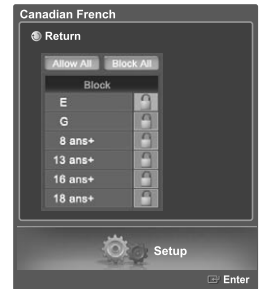 Canadian French
Return
Allow All Block All
Block
E
G
8 ans+
13 ans+
16 ans+
18 ans+
Setup
Enter